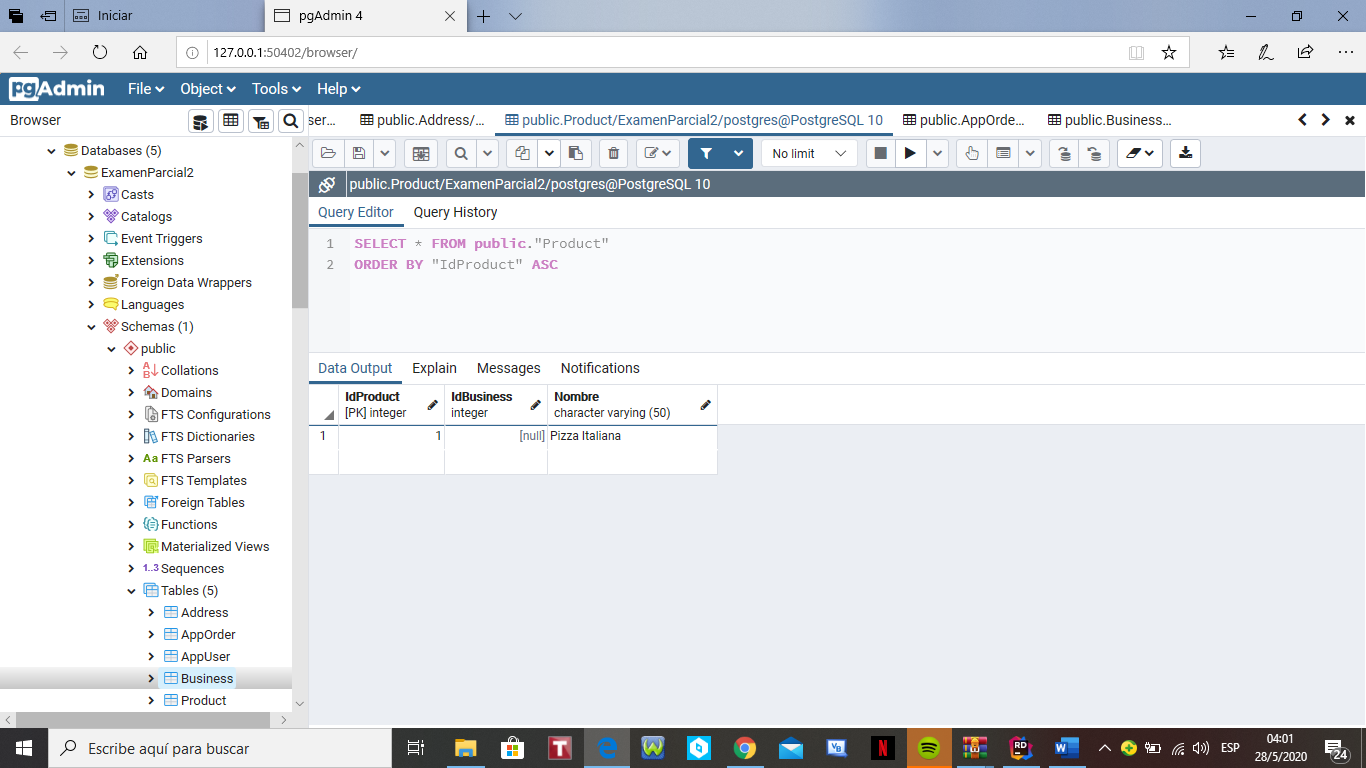 Iniciar
pgAdmin 4
127.0.0.1:50402/browser/
pgAdmin
File
Object
Tools
Help
Browser
ser...
public.Address/...
public.Product/ExamenParcial2/postgres@PostgreSQL 10
public.AppOrde...
public.Business...
No limit
public.Product/ExamenParcial2/postgres@PostgreSQL 10
Query Editor
Query History
1 SELECT * FROM public."Product"
2 ORDER BY "IdProduct" ASC
Databases (5)
ExamenParcial2
Casts
Catalogs
Event Triggers
Extensions
Foreign Data Wrappers
Languages
Schemas (1)
public
Collations
Domains
FTS Configurations
FTS Dictionaries
Aa FTS Parsers
FTS Templates
Foreign Tables
Functions
Materialized Views
1..3 Sequences
Tables (5)
Address
AppOrder
AppUser
Business
Product
Data Output
Explain
Messages
Notifications
IdProduct
[PK] integer
IdBusiness
integer
Nombre
character varying (50)
1 1 [null] Pizza Italiana
Escribe aquí para buscar
ESP
04:01
28/5/2020
24